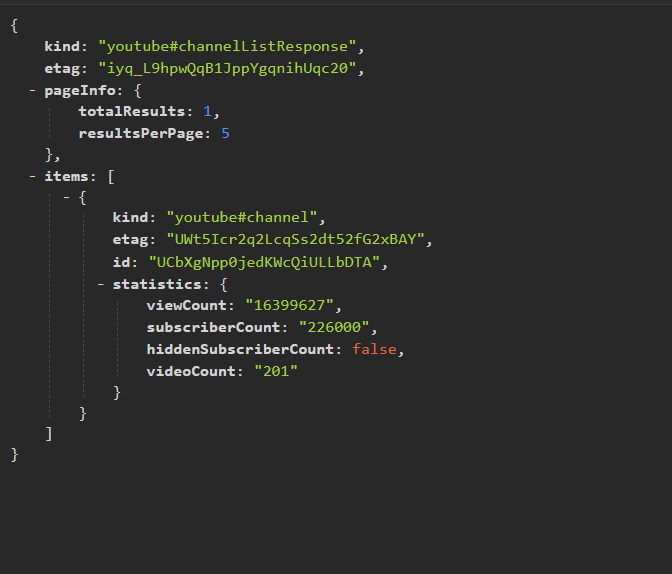 {
kind: "youtube#channelListResponse",
etag: "iyq_L9hpwQqB1JppYgqnihUqc20",
- pageInfo: {
totalResults: 1,
resultsPerPage: 5
},
- items: [
- {
kind: "youtube#channel",
etag: "UWt5Icr2q2LcqSs2dt52fG2xBAY",
id: "UCbXgNpp0jedKWcQiULLbDTA",
- statistics: {
viewCount: "16399627",
subscriberCount: "226000",
hiddenSubscriberCount: false,
videoCount: "201"
}
}
]
}